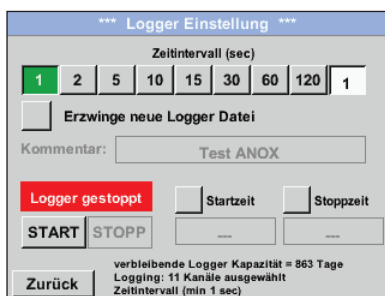 *** Logger Einstellung ***
Zeitintervall (sec)
1 2 5 10 15 30 60 120 1
Erzwinge neue Logger Datei
Kommentar: Test ANOX
Logger gestoppt Startzeit Stoppzeit
START STOPP --- ---
verbleibende Logger Kapazität = 863 Tage
Logging: 11 Kanäle ausgewählt
Zurück Zeitintervall (min 1 sec)